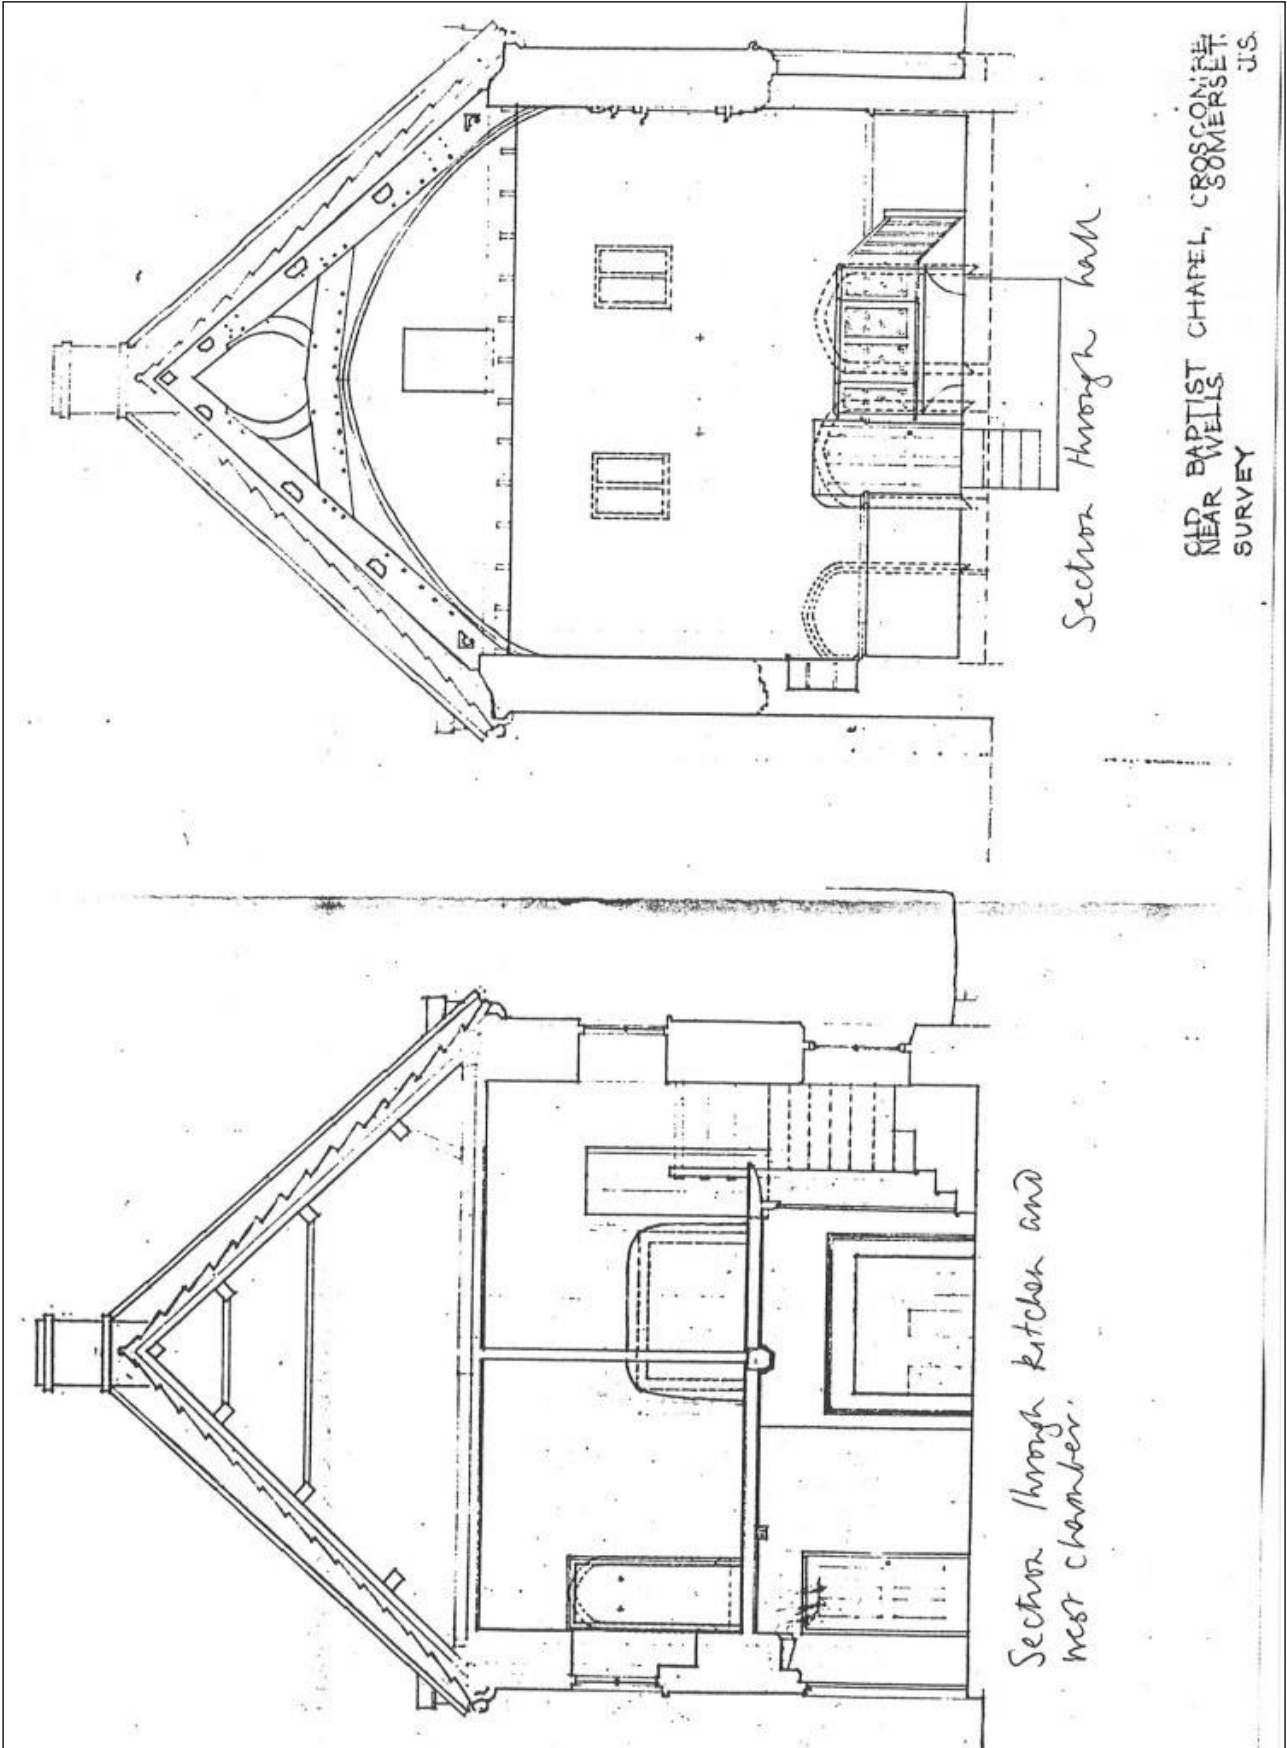 Section through kitchen and
west chamber.
Section through hall
OLD BAPTIST CHAPEL, CROSCOMBE,
NEAR WELLS. SOMERSET.
SURVEY J.S.